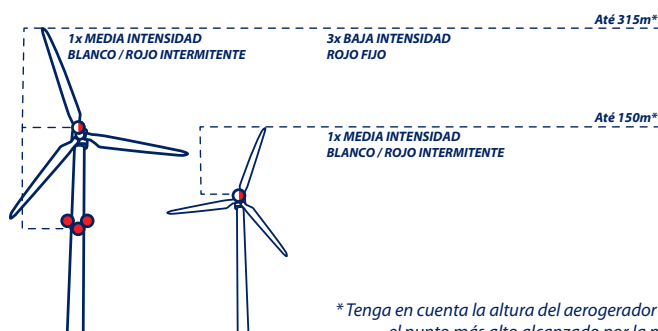 Até 315m*
1x MEDIA INTENSIDAD
BLANCO / ROJO INTERMITENTE
3x BAJA INTENSIDAD
ROJO FIJO
Até 150m*
1x MEDIA INTENSIDAD
BLANCO / ROJO INTERMITENTE
* Tenga en cuenta la altura del aerogerador
el punto más alto alcanzado por la